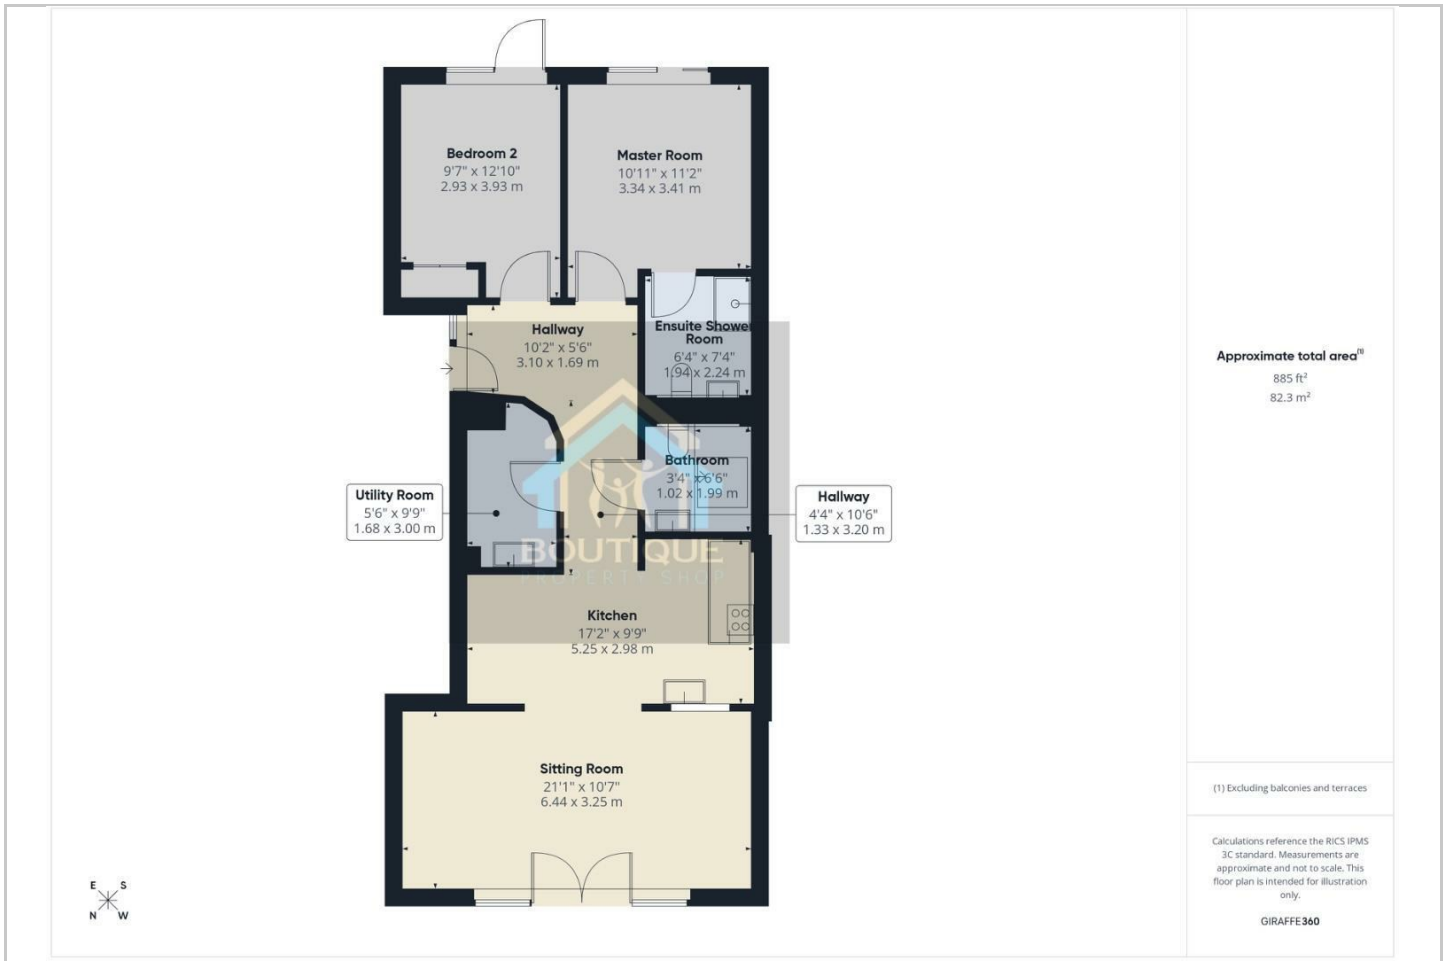 Bedroom 2
9'7" x 12'10"
2.93 x 3.93 m
Master Room
10'11" x 11'2"
3.34 x 3.41 m
Hallway
10'2" x 5'6"
3.10 x 1.69 m
Ensuite Shower
Room
6'4" x 7'4"
1.94 x 2.24 m
Bathroom
3'4" x 6'6"
1.02 x 1.99 m
Utility Room
5'6" x 9'9"
1.68 x 3.00 m
Hallway
4'4" x 10'6"
1.33 x 3.20 m
BOUTIQUE
PROPERTY SHOP
Kitchen
17'2" x 9'9"
5.25 x 2.98 m
Sitting Room
21'1" x 10'7"
6.44 x 3.25 m
E S
N W
Approximate total area(1)
885 ft²
82.3 m²
(1) Excluding balconies and terraces
Calculations reference the RICS IPMS
3C standard. Measurements are
approximate and not to scale. This
floor plan is intended for illustration
only.
GIRAFFE360